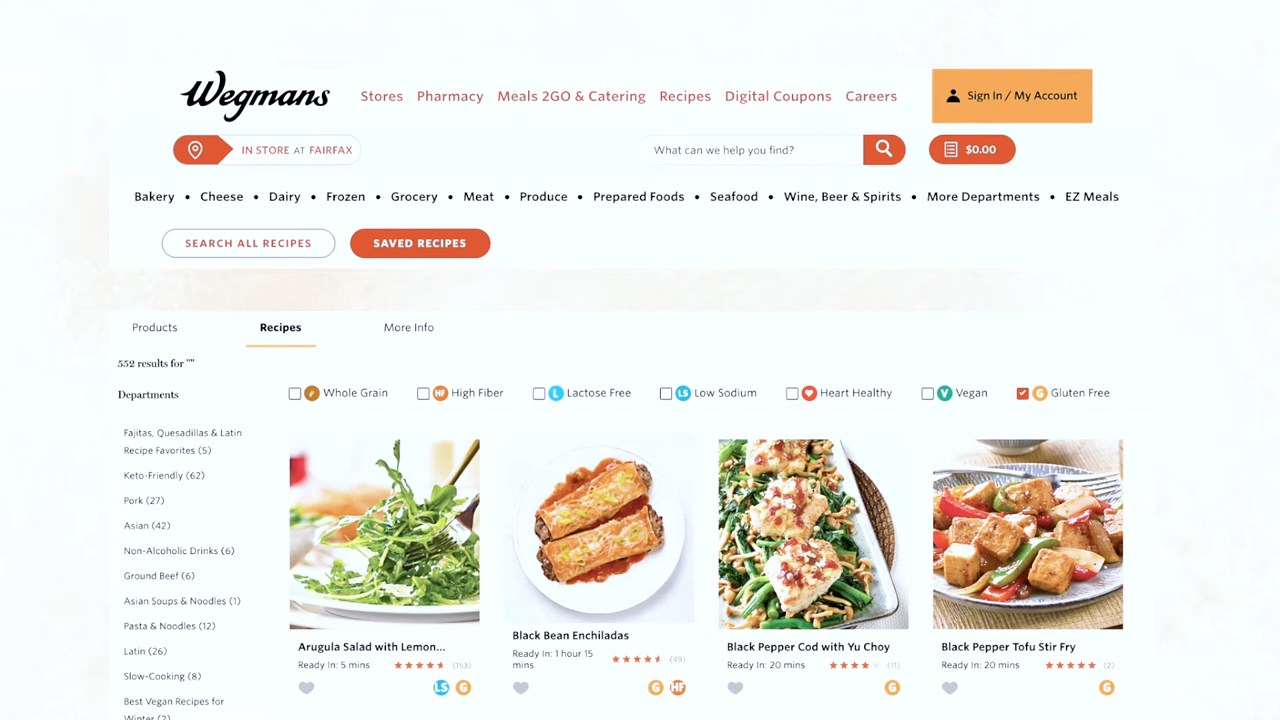 Wegmans
Stores Pharmacy Meals 2GO & Catering Recipes Digital Coupons Careers
Sign In / My Account
IN STORE AT FAIRFAX
What can we help you find?
$0.00
Bakery • Cheese • Dairy • Frozen • Grocery • Meat • Produce • Prepared Foods • Seafood • Wine, Beer & Spirits • More Departments • EZ Meals
SEARCH ALL RECIPES
SAVED RECIPES
Products Recipes More Info
552 results for ""
Departments
Fajitas, Quesadillas & Latin
Recipe Favorites (5)
Keto-Friendly (62)
Pork (27)
Asian (42)
Non-Alcoholic Drinks (6)
Ground Beef (6)
Asian Soups & Noodles (1)
Pasta & Noodles (12)
Latin (26)
Slow-Cooking (8)
Best Vegan Recipes for
Winter (2)
Whole Grain
HF High Fiber
L Lactose Free
LS Low Sodium
Heart Healthy
V Vegan
G Gluten Free
Arugula Salad with Lemon...
Ready In: 5 mins (153)
LS G
Black Bean Enchiladas
Ready In: 1 hour 15
mins (49)
G HF
Black Pepper Cod with Yu Choy
Ready In: 20 mins (11)
G
Black Pepper Tofu Stir Fry
Ready In: 20 mins (2)
G